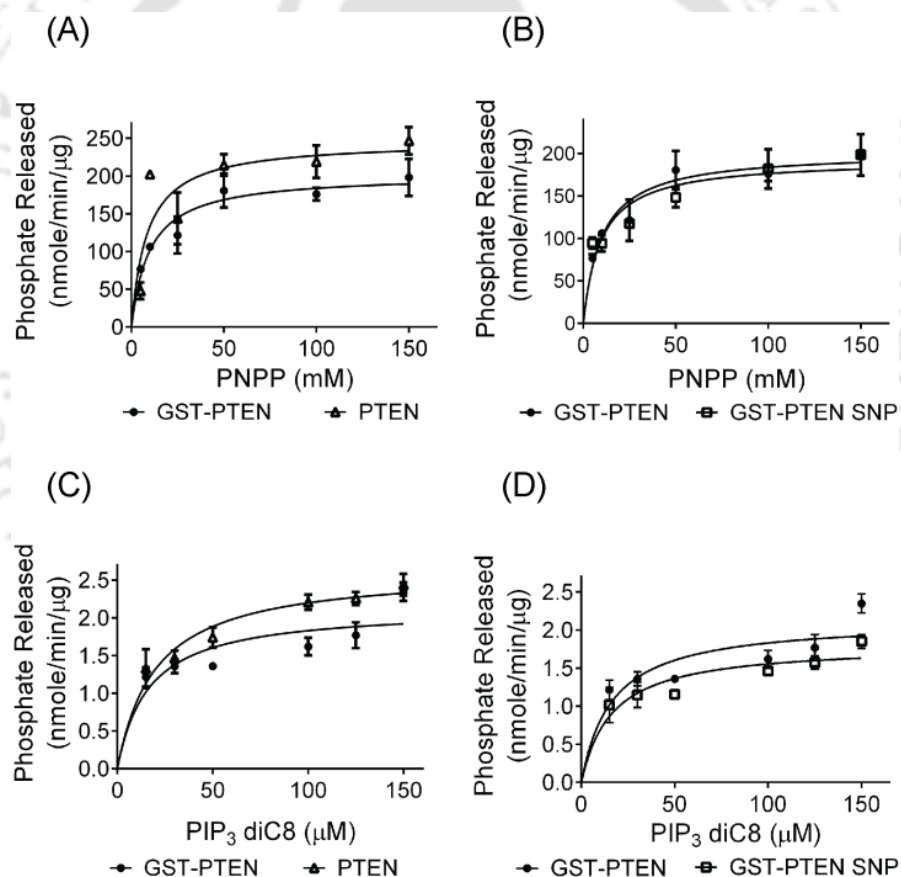 (A)
Phosphate Released
(nmole/min/µg)
250
200
150
100
50
0
0 50 100 150
PNPP (mM)
GST-PTEN PTEN
(B)
Phosphate Released
(nmole/min/µg)
200
150
100
50
0
0 50 100 150
PNPP (mM)
GST-PTEN GST-PTEN SNP
(C)
Phosphate Released
(nmole/min/µg)
2.5
2.0
1.5
1.0
0.5
0.0
0 50 100 150
PIP₃ diC8 (µM)
GST-PTEN PTEN
(D)
Phosphate Released
(nmole/min/µg)
2.5
2.0
1.5
1.0
0.5
0.0
0 50 100 150
PIP₃ diC8 (µM)
GST-PTEN GST-PTEN SNP